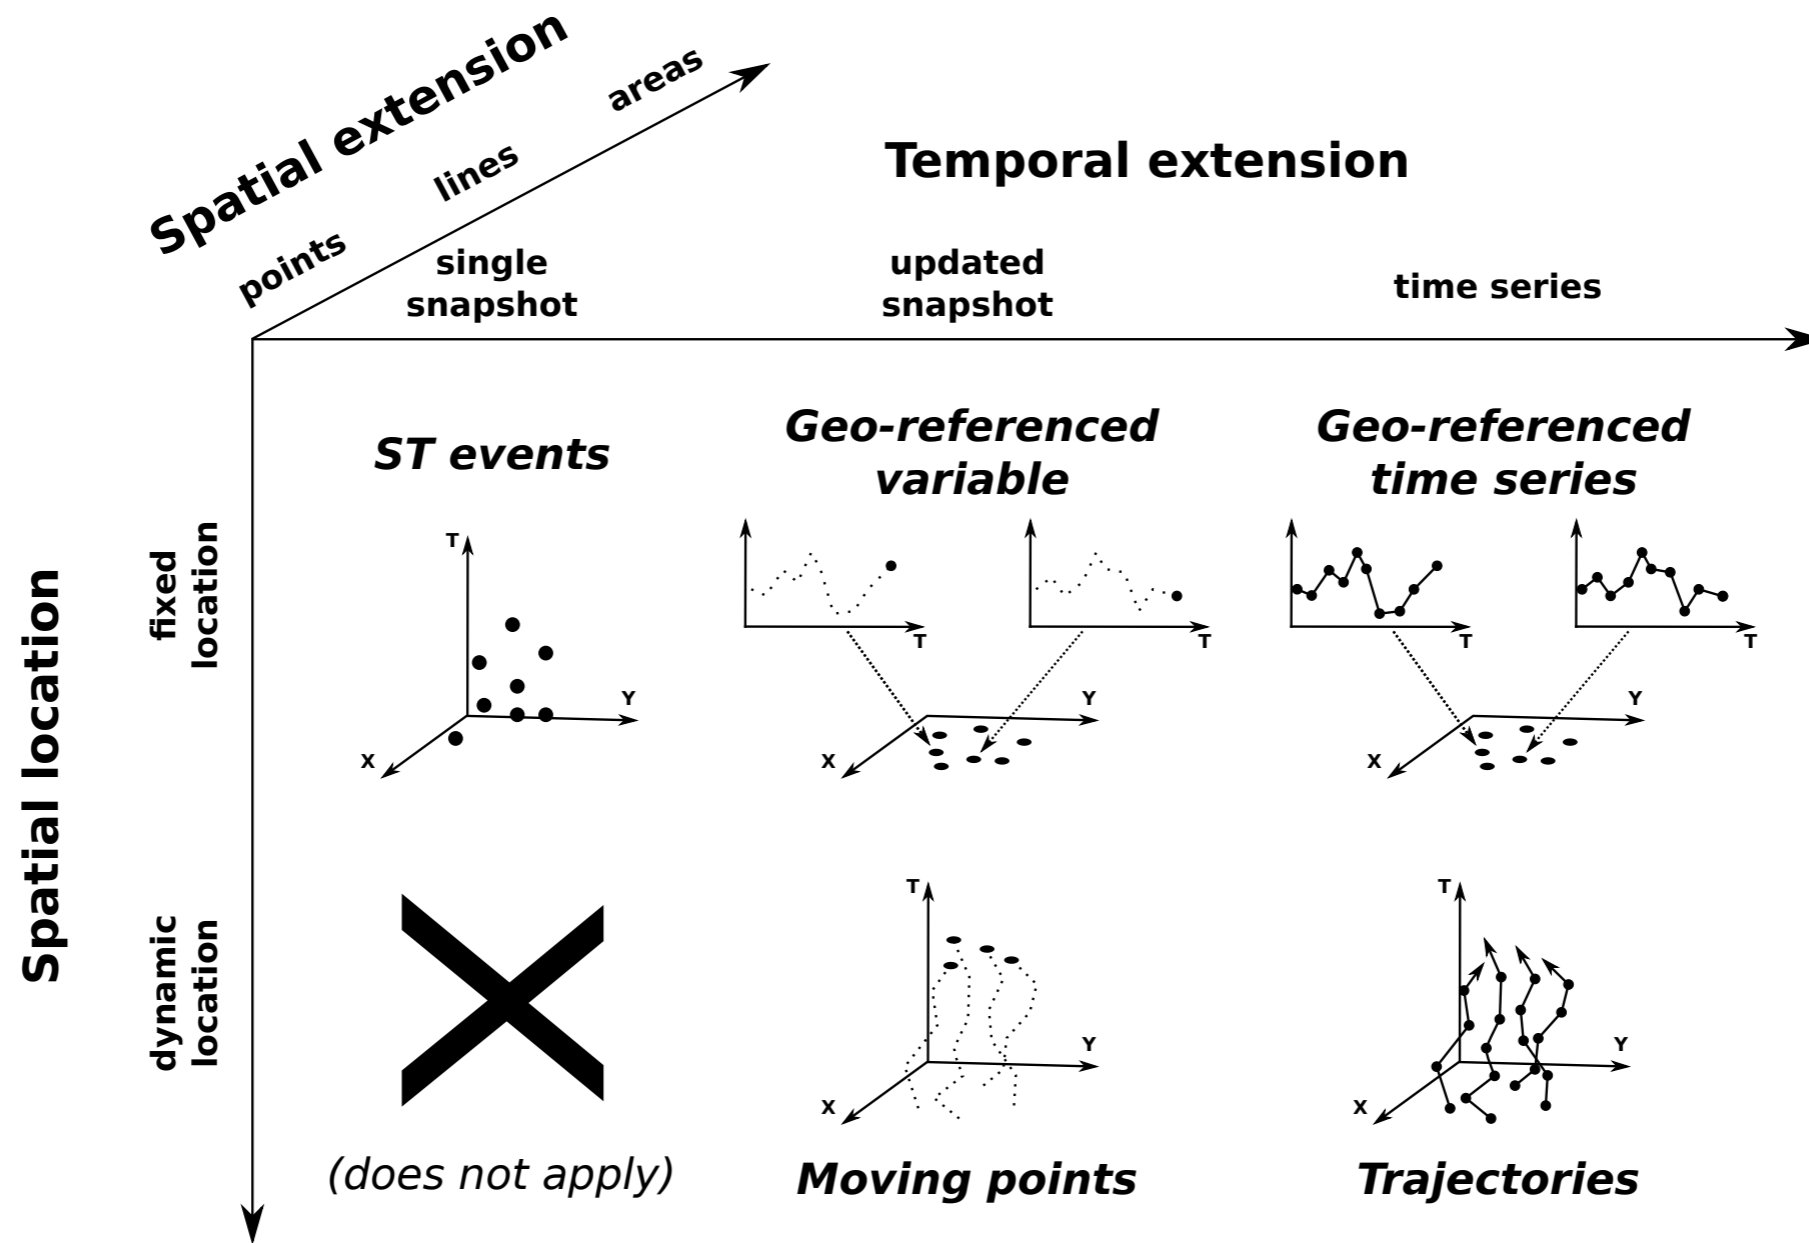 Spatial extension
points
lines
areas
Temporal extension
single
snapshot
updated
snapshot
time series
Spatial location
fixed
location
dynamic
location
ST events
T
Y
X
Geo-referenced
variable
T
T
Y
X
Geo-referenced
time series
T
T
Y
X
(does not apply)
T
Y
X
Moving points
T
Y
X
Trajectories